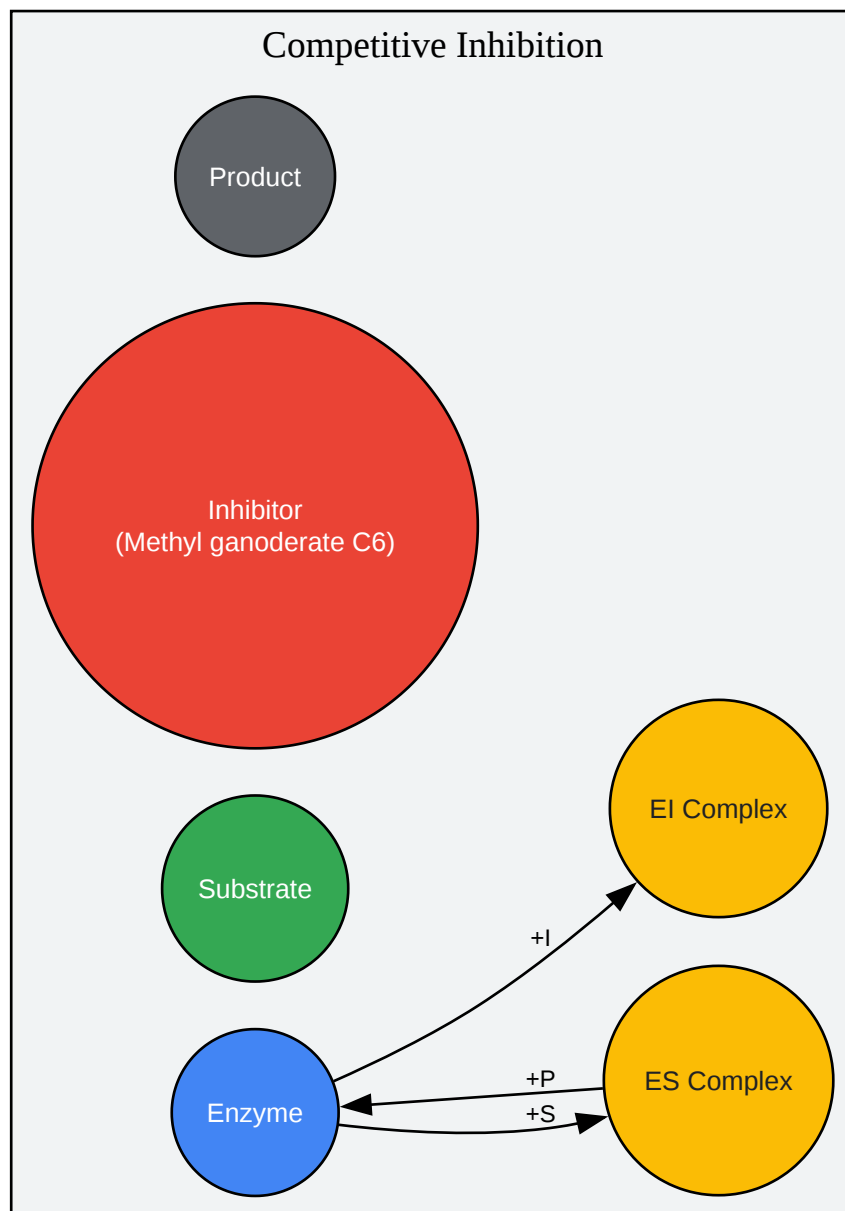 Competitive Inhibition
Product
Inhibitor
(Methyl ganoderate C6)
EI Complex
Substrate
+I
+P
ES Complex
+S
Enzyme